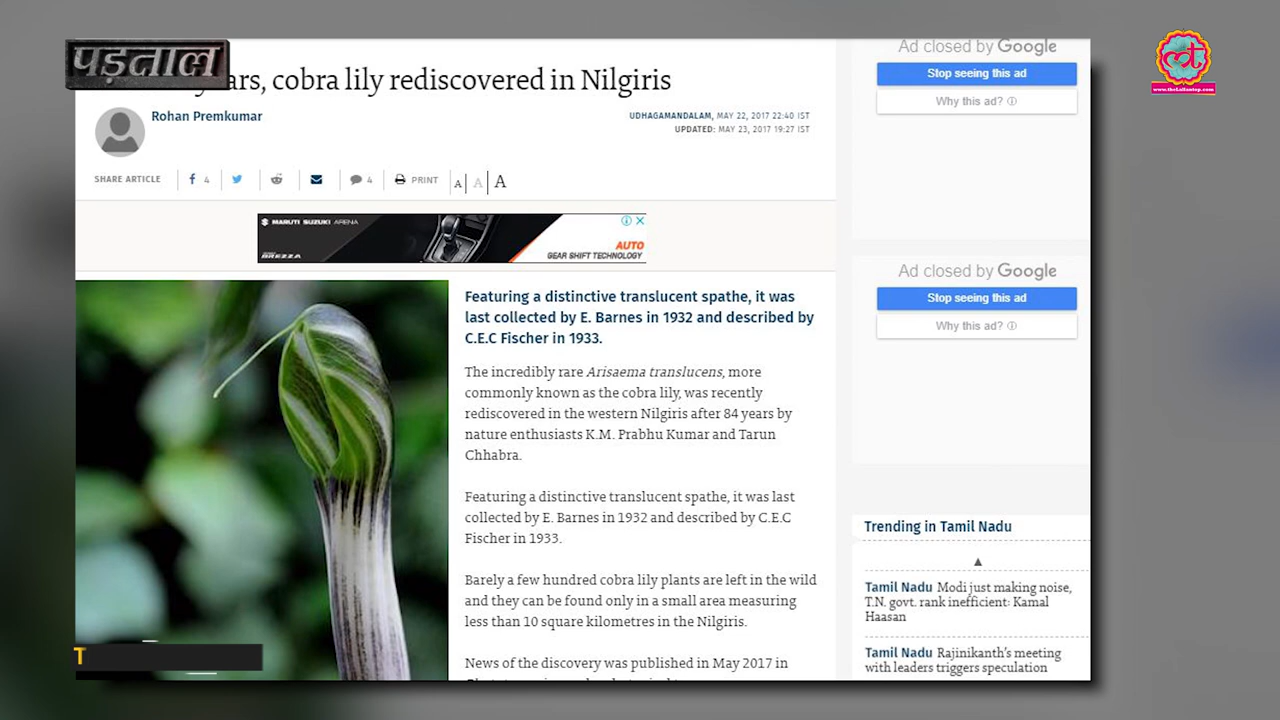 पड़ताल
www.theLallantop.com
Ad closed by Google
Stop seeing this ad
Why this ad?
cobra lily rediscovered in Nilgiris
Rohan Premkumar
UDHAGAMANDALAM, MAY 22, 2017 22:40 IST
UPDATED: MAY 23, 2017 19:27 IST
SHARE ARTICLE 4 4 PRINT A A A
MARUTI SUZUKI ARENA
BREZZA
AUTO
GEAR SHIFT TECHNOLOGY
Featuring a distinctive translucent spathe, it was
last collected by E. Barnes in 1932 and described by
C.E.C Fischer in 1933.
The incredibly rare Arisaema translucens, more
commonly known as the cobra lily, was recently
rediscovered in the western Nilgiris after 84 years by
nature enthusiasts K.M. Prabhu Kumar and Tarun
Chhabra.
Featuring a distinctive translucent spathe, it was last
collected by E. Barnes in 1932 and described by C.E.C
Fischer in 1933.
Barely a few hundred cobra lily plants are left in the wild
and they can be found only in a small area measuring
less than 10 square kilometres in the Nilgiris.
News of the discovery was published in May 2017 in
Ad closed by Google
Stop seeing this ad
Why this ad?
Trending in Tamil Nadu
Tamil Nadu Modi just making noise,
T.N. govt. rank inefficient: Kamal
Haasan
Tamil Nadu Rajinikanth's meeting
with leaders triggers speculation
T